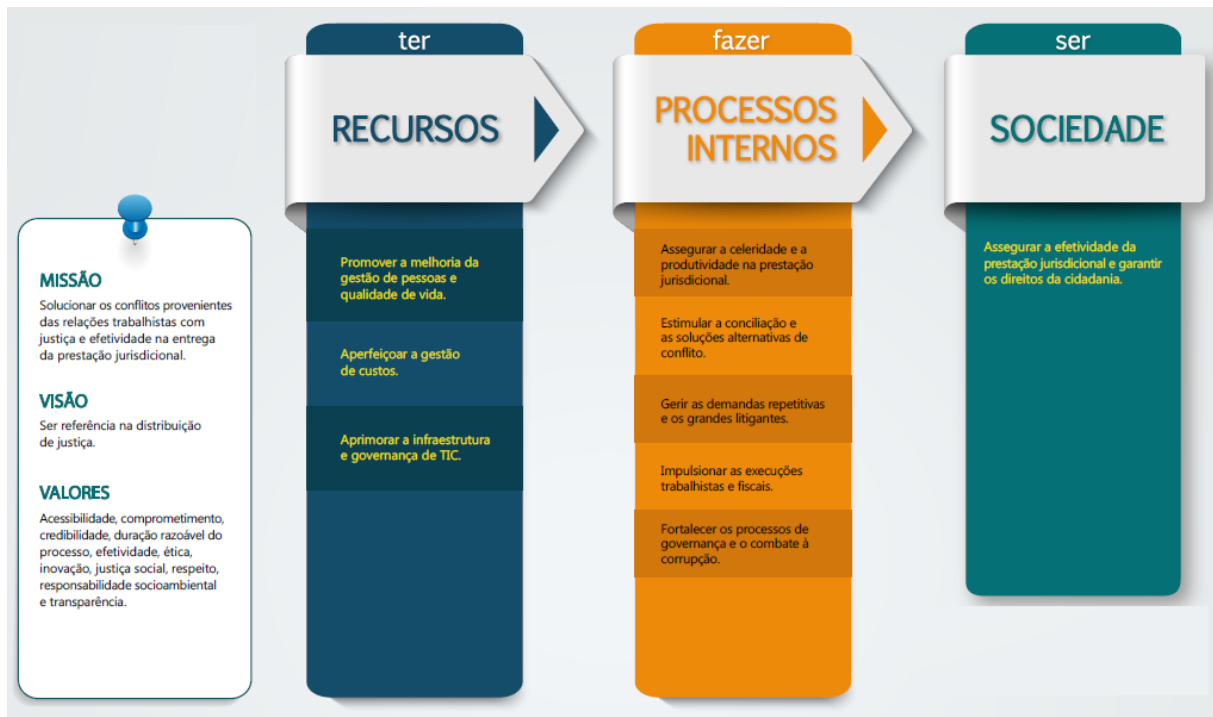 MISSÃO
Solucionar os conflitos provenientes
das relações trabalhistas com
justiça e efetividade na entrega
da prestação jurisdicional.
VISÃO
Ser referência na distribuição
de justiça.
VALORES
Acessibilidade, comprometimento,
credibilidade, duração razoável do
processo, efetividade, ética,
inovação, justiça social, respeito,
responsabilidade socioambiental
e transparência.
ter
RECURSOS
Promover a melhoria da
gestão de pessoas e
qualidade de vida.
Aperfeiçoar a gestão
de custos.
Aprimorar a infraestrutura
e governança de TIC.
fazer
PROCESSOS
INTERNOS
Assegurar a celeridade e a
produtividade na prestação
jurisdicional.
Estimular a conciliação e
as soluções alternativas de
conflito.
Gerir as demandas repetitivas
e os grandes litigantes.
Impulsionar as execuções
trabalhistas e fiscais.
Fortalecer os processos de
governança e o combate à
corrupção.
ser
SOCIEDADE
Assegurar a efetividade da
prestação jurisdicional e garantir
os direitos da cidadania.